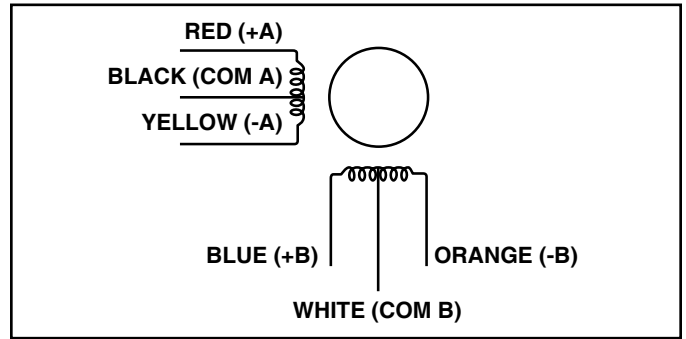 RED (+A)
BLACK (COM A)
YELLOW (-A)
BLUE (+B)
ORANGE (-B)
WHITE (COM B)